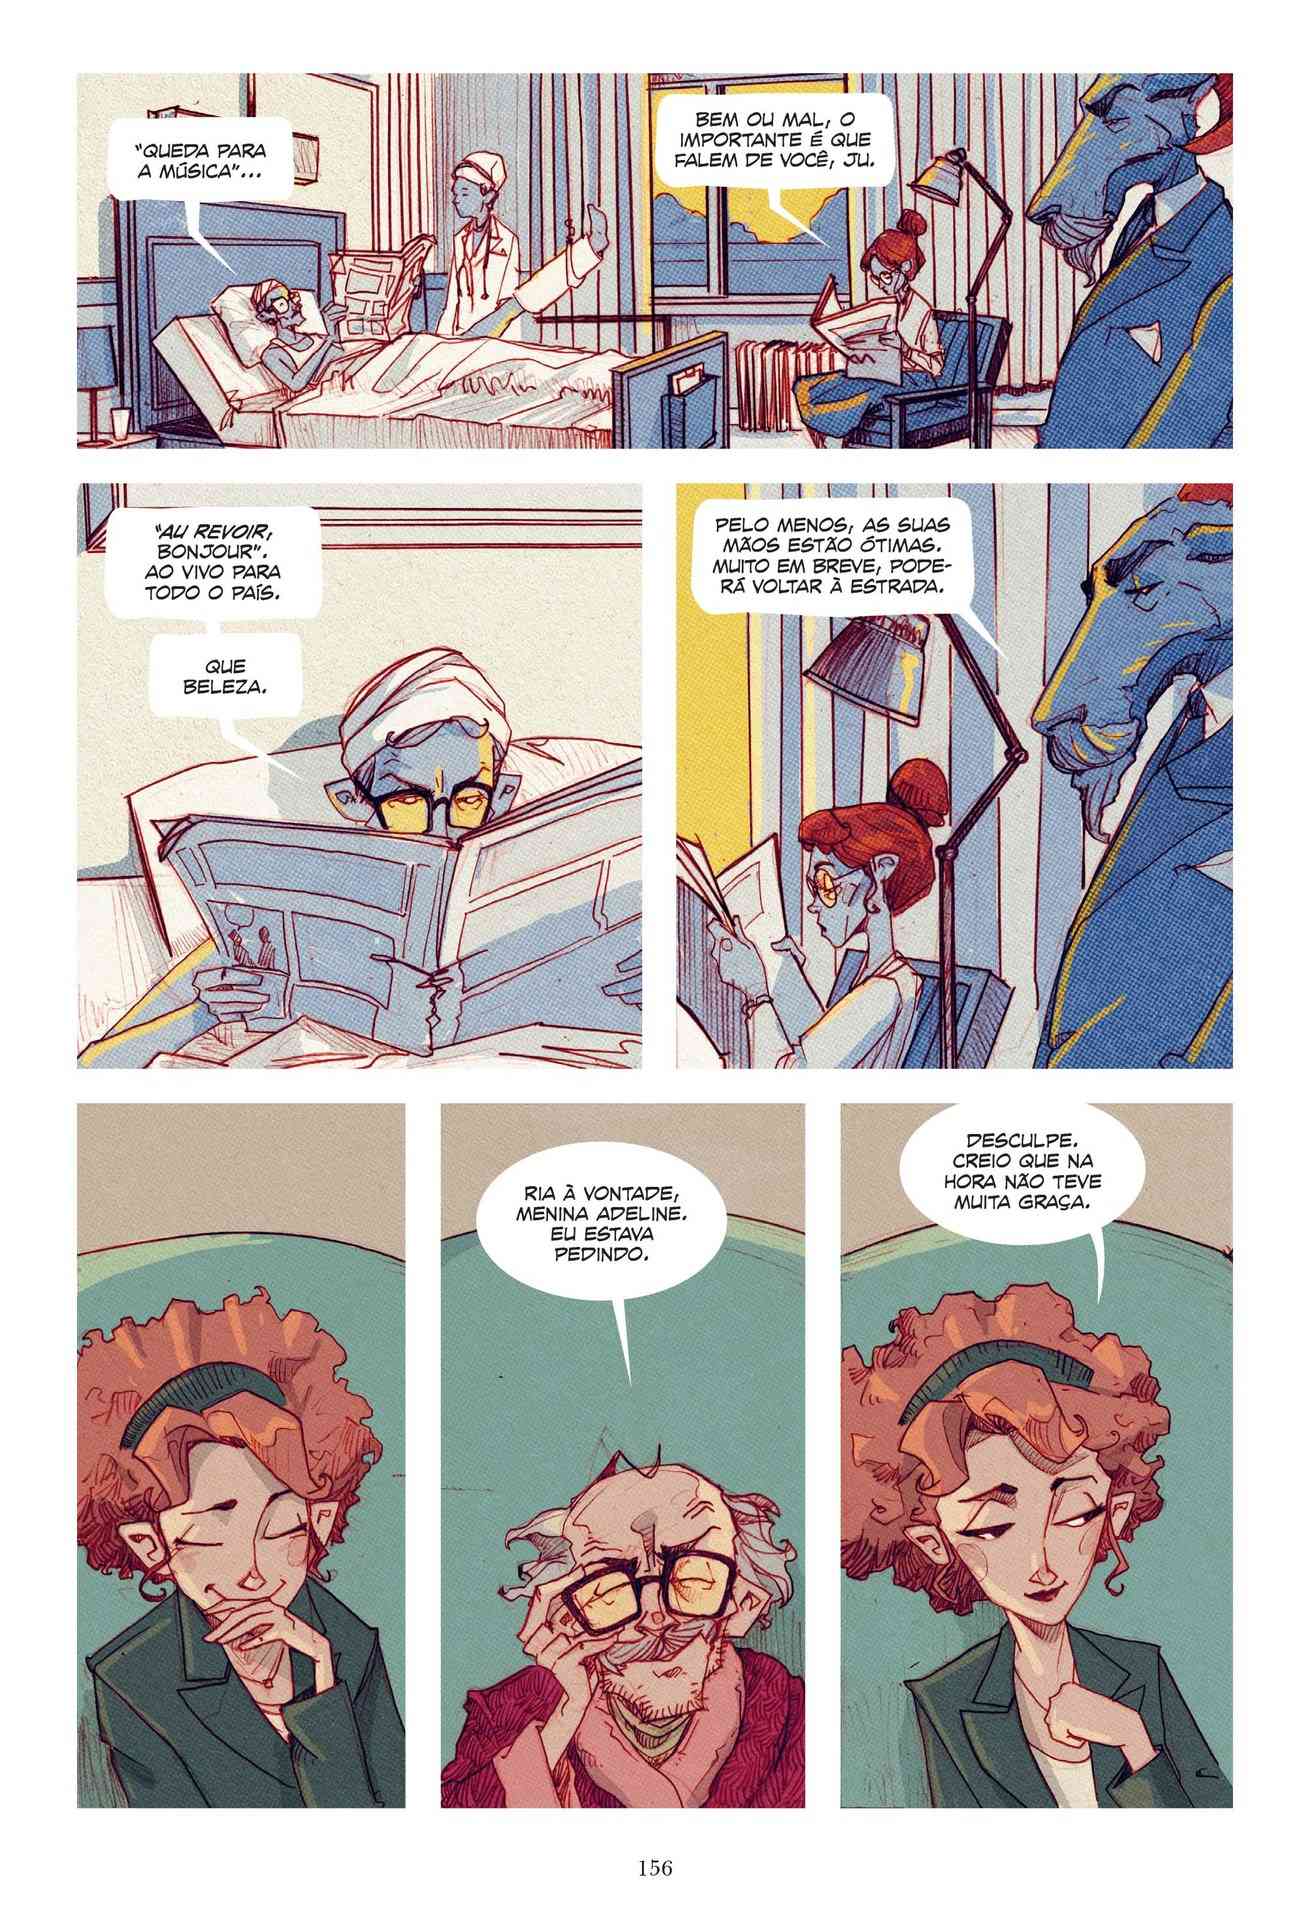 “QUEDA PARA
A MÚSICA”...
BEM OU MAL, O
IMPORTANTE É QUE
FALEM DE VOCÊ, JU.
“AU REVOIR,
BONJOUR”.
AO VIVO PARA
TODO O PAÍS.
QUE
BELEZA.
PELO MENOS, AS SUAS
MÃOS ESTÃO ÓTIMAS.
MUITO EM BREVE, PODE-
RÁ VOLTAR À ESTRADA.
RIA À VONTADE,
MENINA ADELINE.
EU ESTAVA
PEDINDO.
DESCULPE.
CREIO QUE NA
HORA NÃO TEVE
MUITA GRAÇA.
156